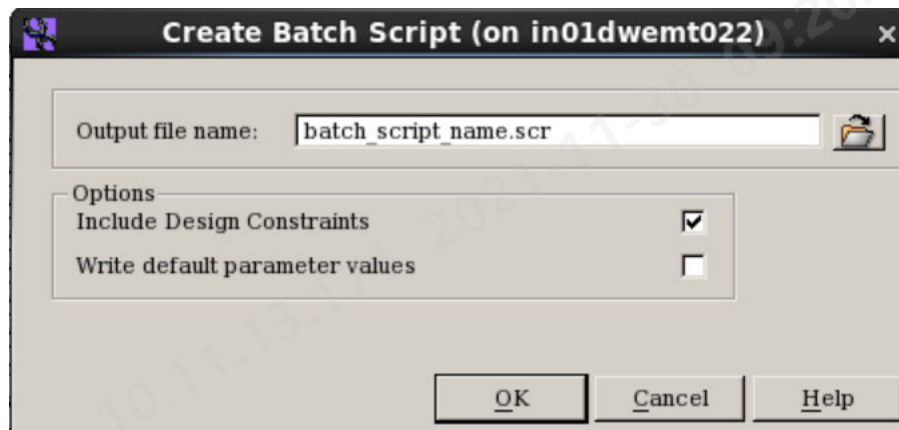 Create Batch Script (on in01dwemt022)
Output file name: batch_script_name.scr
Options
Include Design Constraints
Write default parameter values
OK Cancel Help